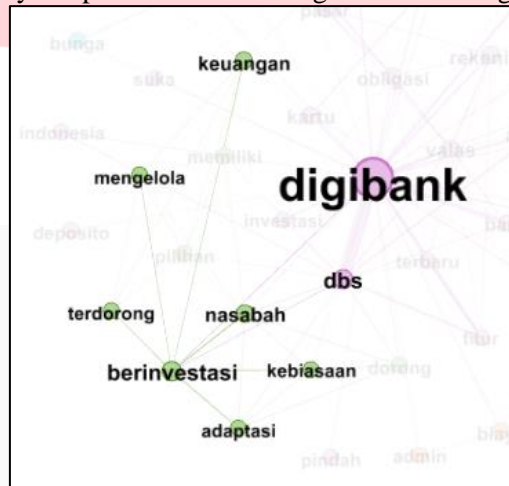 pasar
keuangan
bunga
suka
obligasi
kartu
indonesia
memiliki
valas
mengelola
digibank
investasi
deposito
pilihan
terbaru
dbs
terdorong
nasabah
fitur
berinvestasi
kebiasaan
dorong
adaptasi
pindah
admin